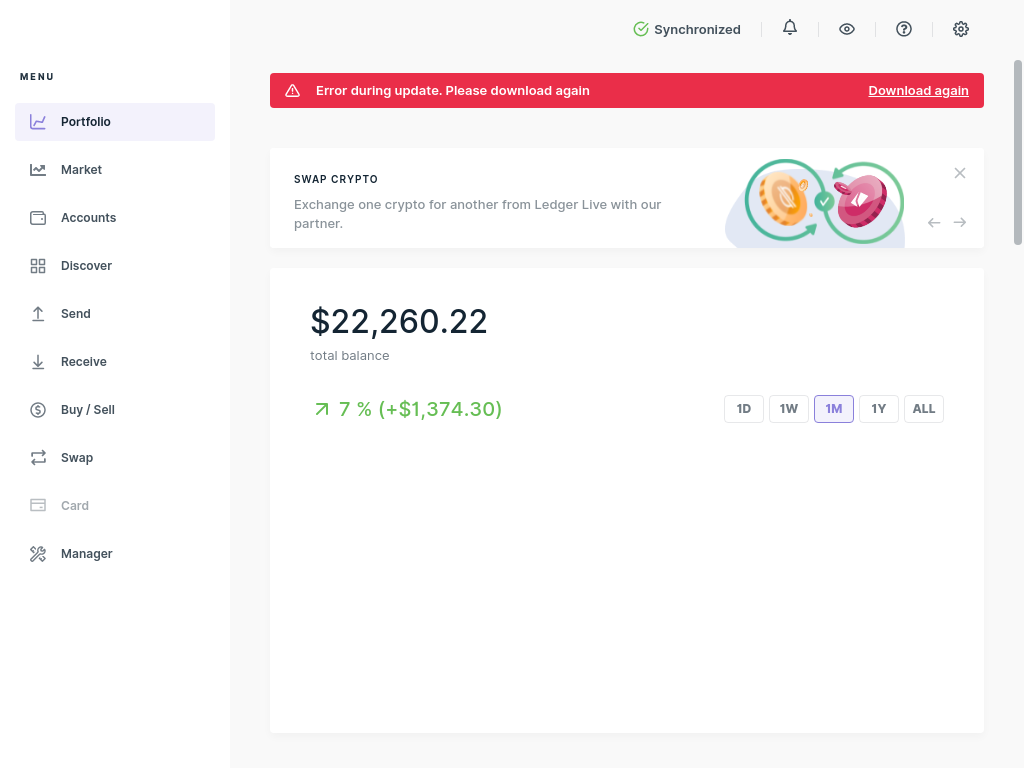 Synchronized
MENU
Error during update. Please download again
Download again
Portfolio
Market
Accounts
Discover
Send
Receive
Buy / Sell
Swap
Card
Manager
SWAP CRYPTO
Exchange one crypto for another from Ledger Live with our
partner.
$22,260.22
total balance
7 % (+$1,374.30)
1D
1W
1M
1Y
ALL